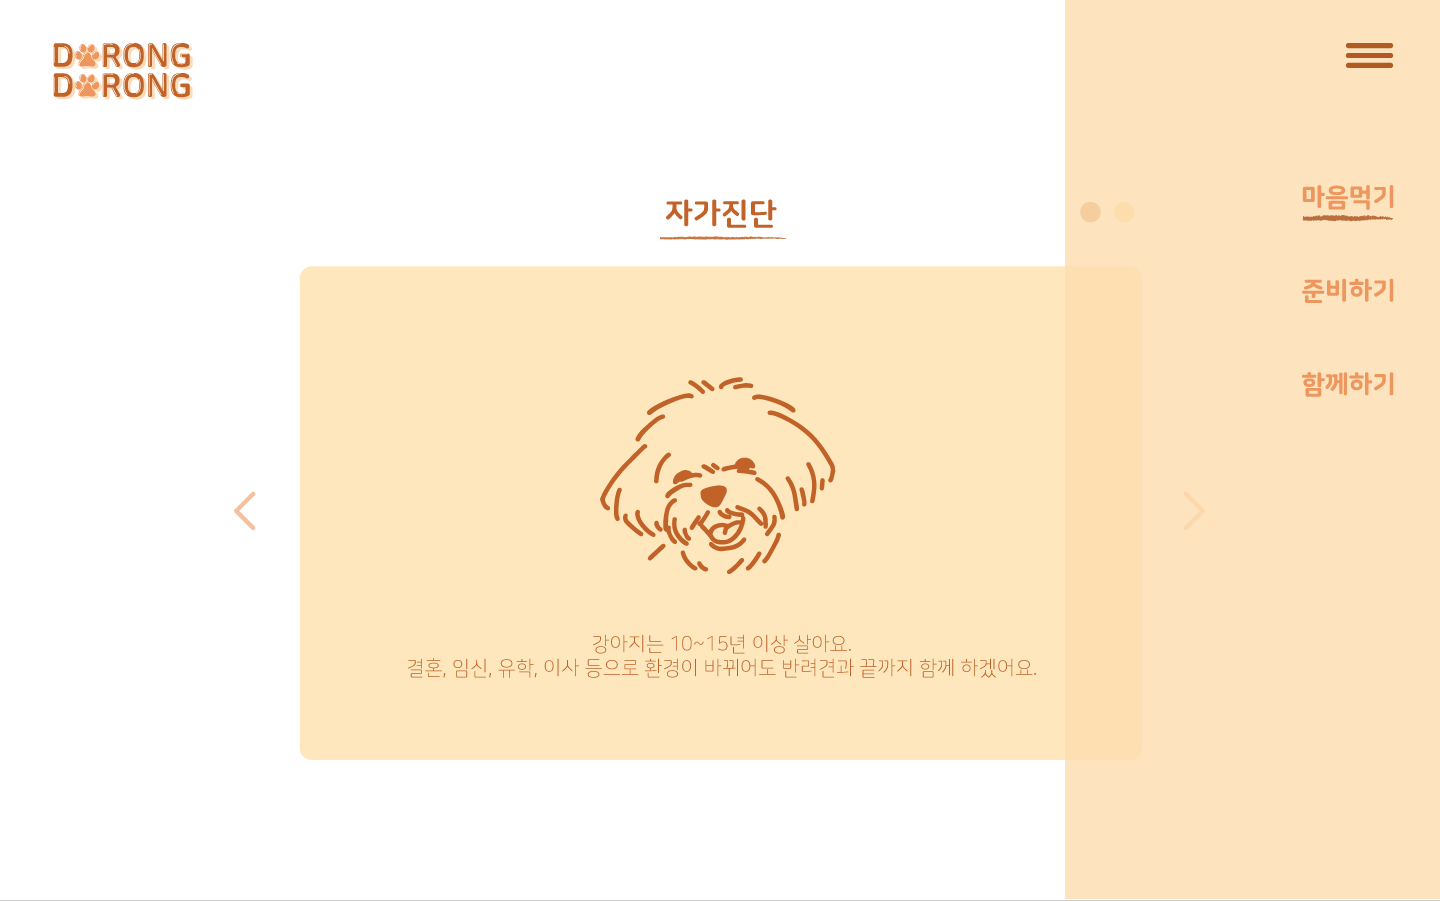 DORONG
DORONG
자가진단
마음먹기
준비하기
함께하기
강아지는 10~15년 이상 살아요.
결혼, 임신, 유학, 이사 등으로 환경이 바뀌어도 반려견과 끝까지 함께 하겠어요.